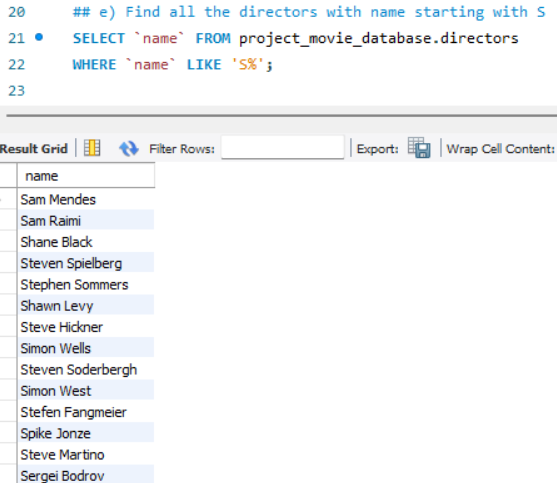 20 ## e) Find all the directors with name starting with S
21 SELECT `name` FROM project_movie_database.directors
22 WHERE `name` LIKE 'S%';
23
Result Grid Filter Rows: Export: Wrap Cell Content:
name
Sam Mendes
Sam Raimi
Shane Black
Steven Spielberg
Stephen Sommers
Shawn Levy
Steve Hickner
Simon Wells
Steven Soderbergh
Simon West
Stefen Fangmeier
Spike Jonze
Steve Martino
Sergei Bodrov